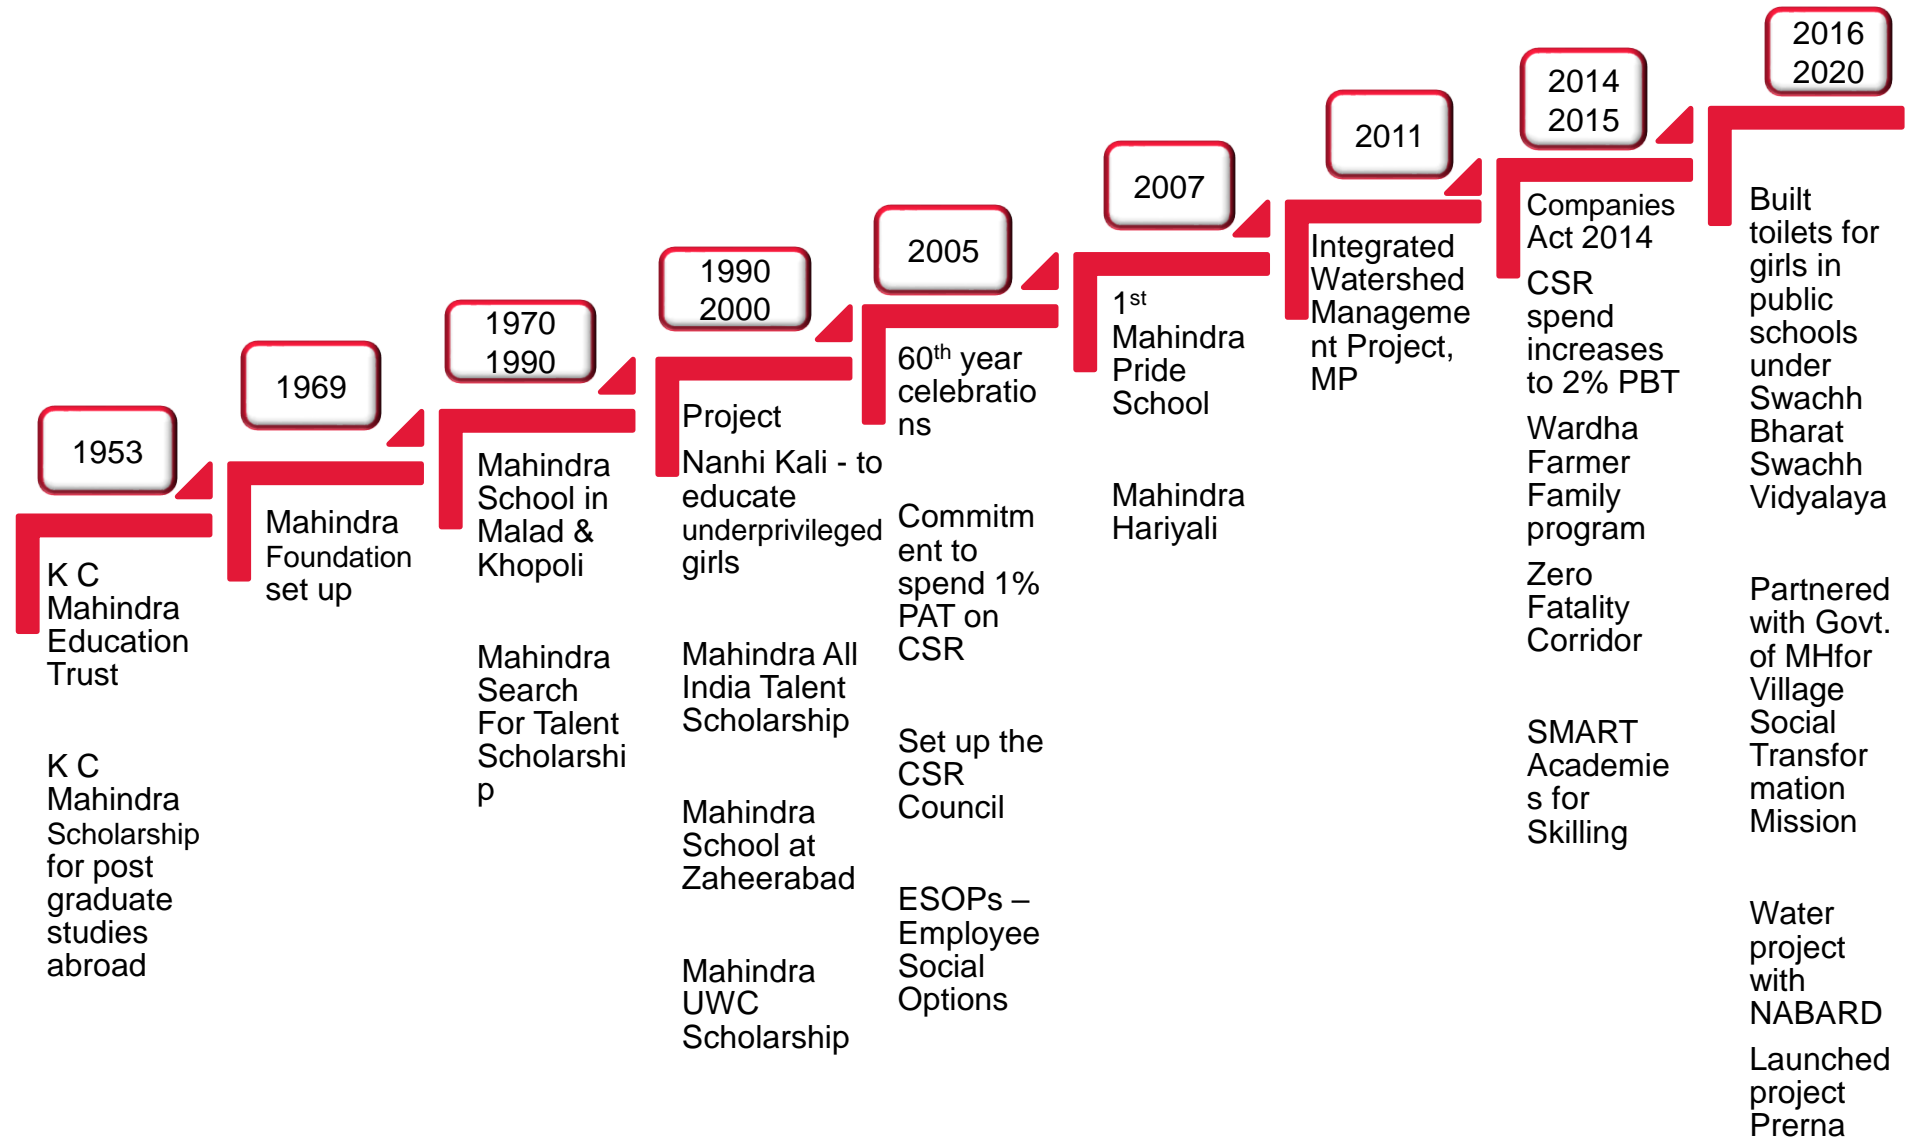 1953
K C
Mahindra
Education
Trust
K C
Mahindra
Scholarship
for post
graduate
studies
abroad
1969
Mahindra
Foundation
set up
1970
1990
Mahindra
School in
Malad &
Khopoli
Mahindra
Search
For Talent
Scholarshi
p
1990
2000
Project
Nanhi Kali - to
educate
underprivileged
girls
Mahindra All
India Talent
Scholarship
Mahindra
School at
Zaheerabad
Mahindra
UWC
Scholarship
2005
60th year
celebratio
ns
Commitm
ent to
spend 1%
PAT on
CSR
Set up the
CSR
Council
ESOPs –
Employee
Social
Options
2007
1st
Mahindra
Pride
School
Mahindra
Hariyali
2011
Integrated
Watershed
Manageme
nt Project,
MP
2014
2015
Companies
Act 2014
CSR
spend
increases
to 2% PBT
Wardha
Farmer
Family
program
Zero
Fatality
Corridor
SMART
Academie
s for
Skilling
2016
2020
Built
toilets for
girls in
public
schools
under
Swachh
Bharat
Swachh
Vidyalaya
Partnered
with Govt.
of MHfor
Village
Social
Transfor
mation
Mission
Water
project
with
NABARD
Launched
project
Prerna